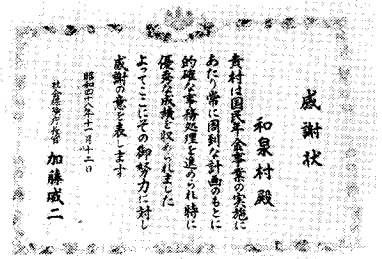 感謝状
和泉村殿
貴村は国民年金事業の実施に
あたり常に周到な計画のもとに
的確な事務処理を進められ特に
優秀な成績を収められました
よつてここにその御努力に対し
感謝の意を表します
昭和四十八年十一月十二日
社会保険庁長官 加藤威二